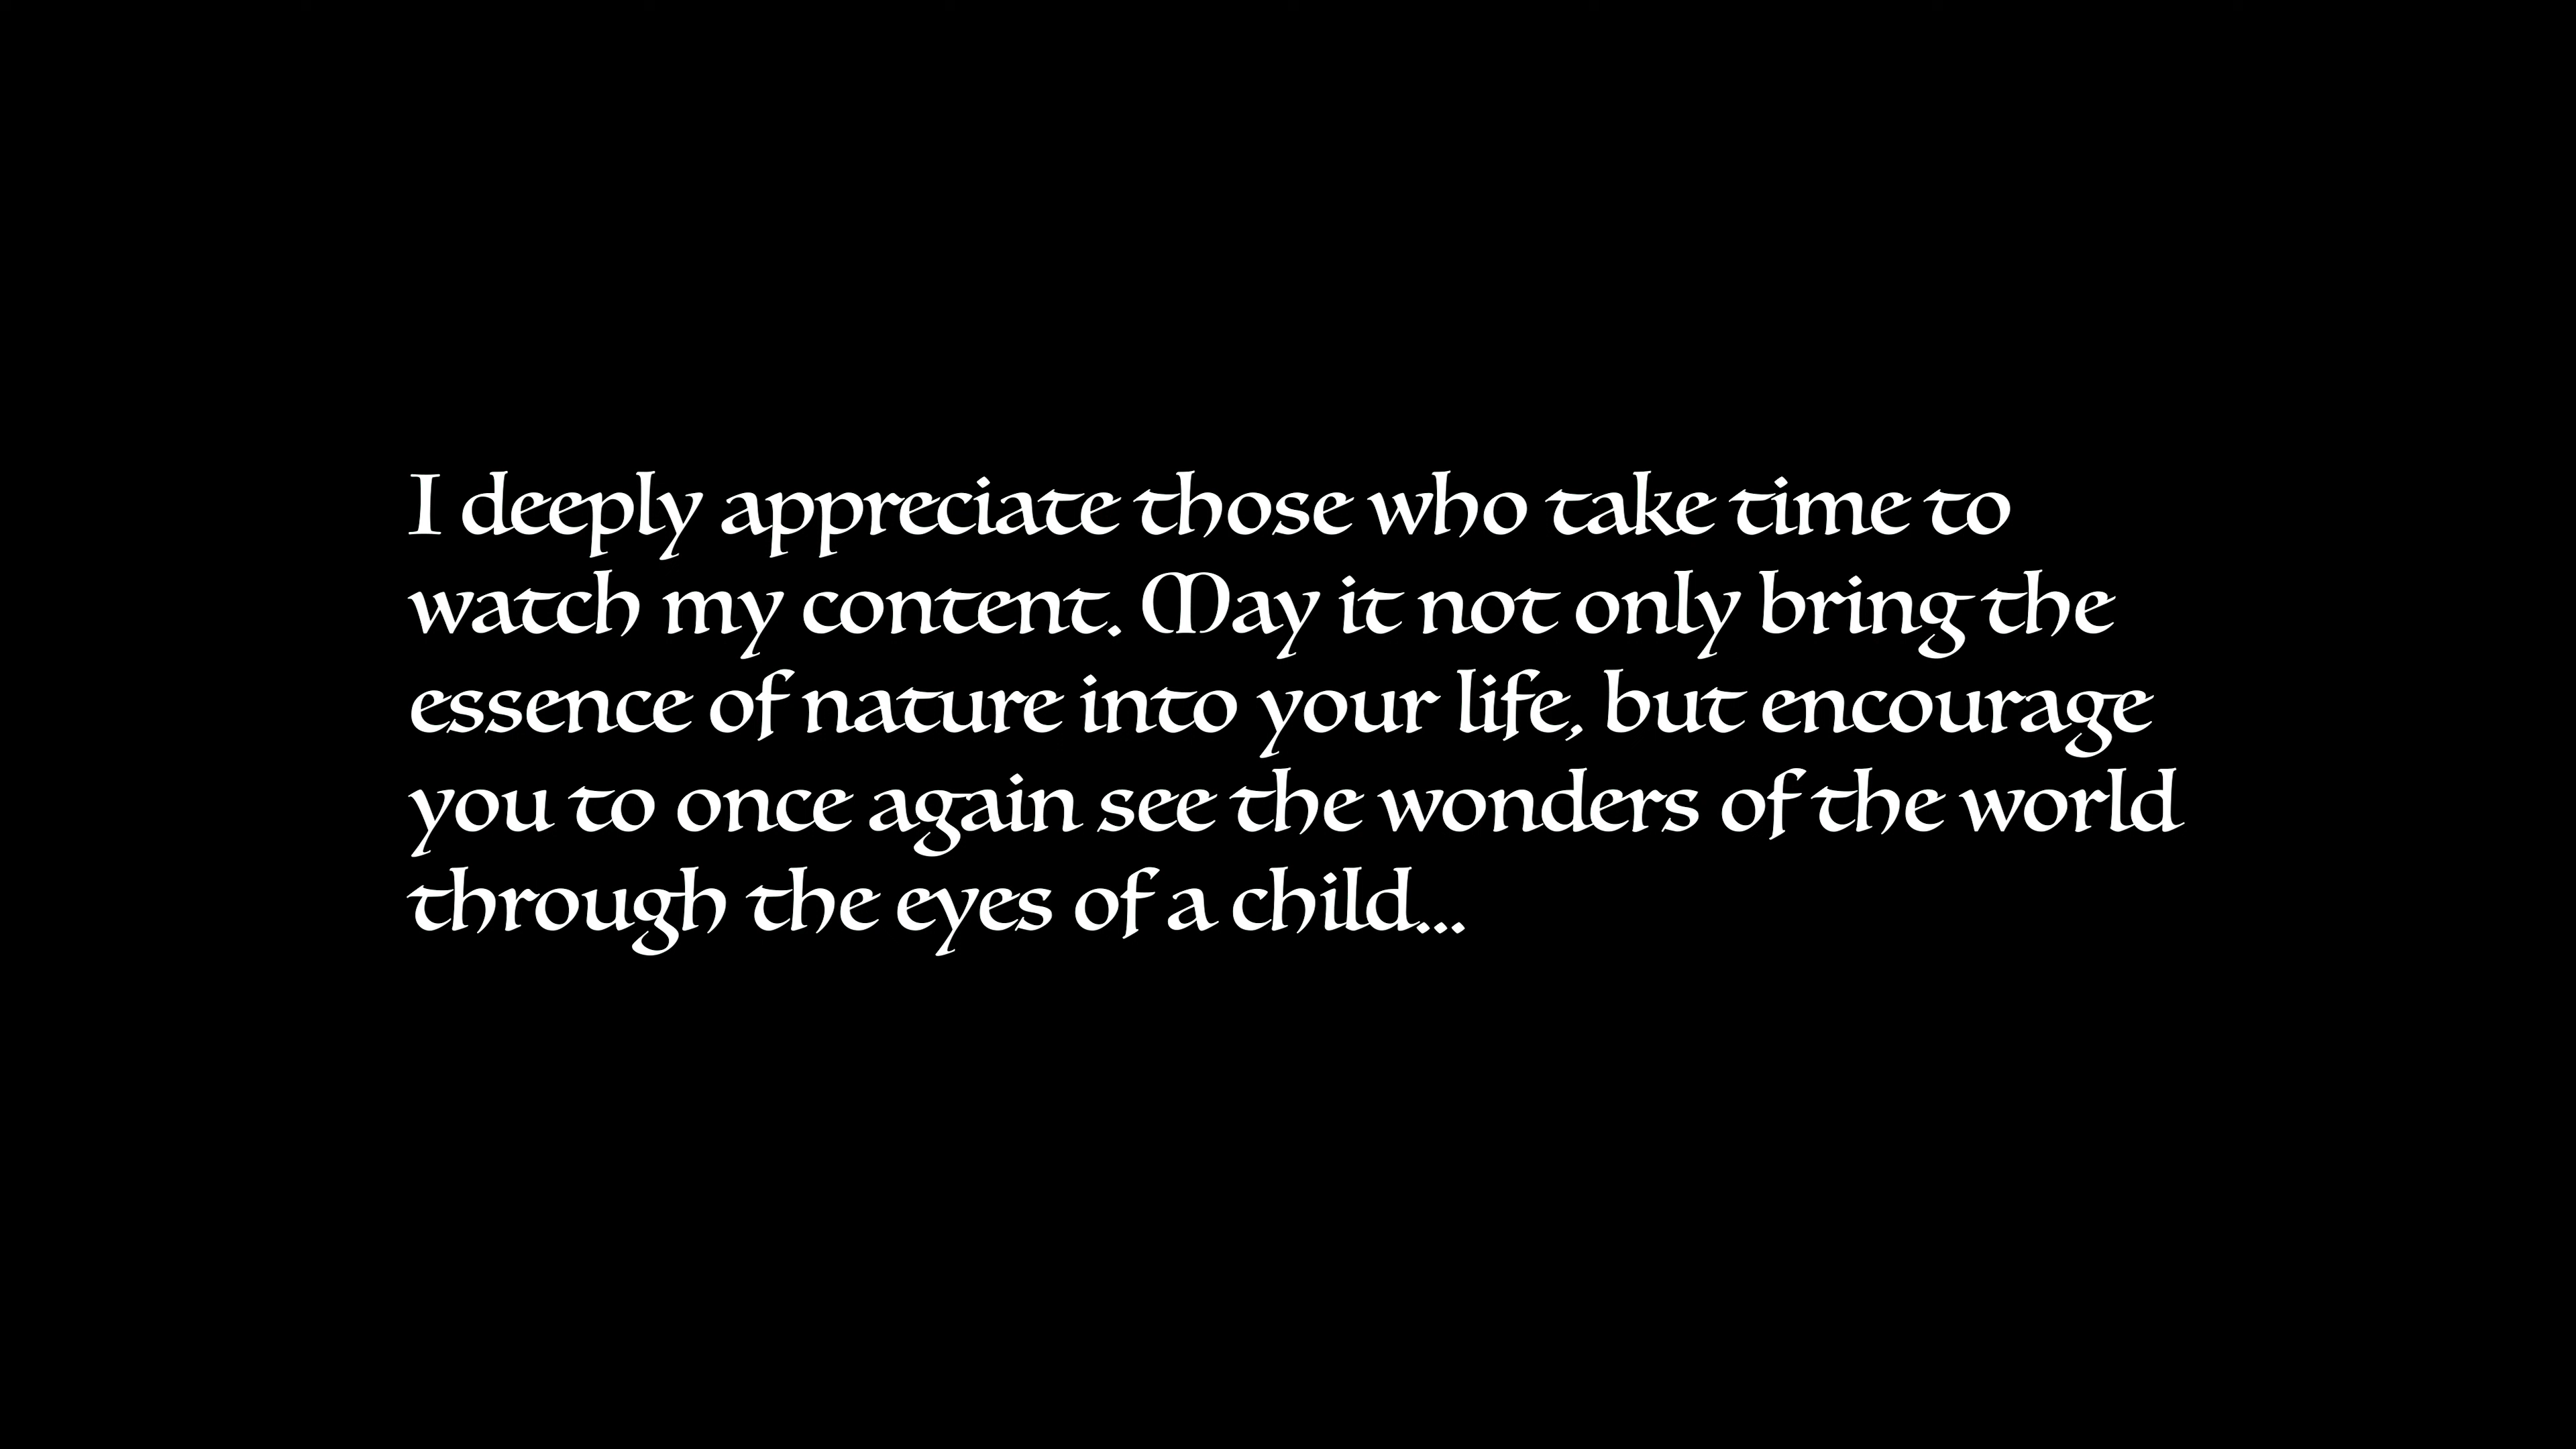 I deeply appreciate those who take time to
watch my content. May it not only bring the
essence of nature into your life, but encourage
you to once again see the wonders of the world
through the eyes of a child...